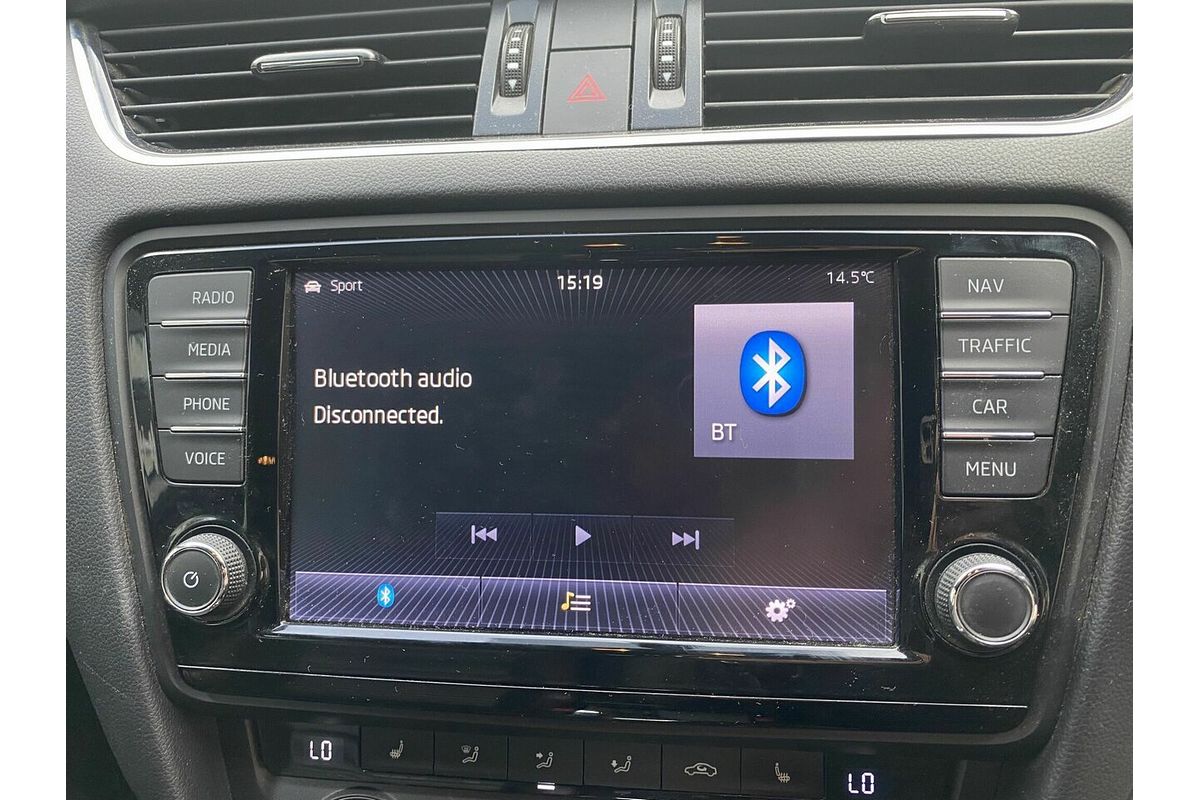 Sport
15:19
14.5°C
RADIO
MEDIA
PHONE
VOICE
Bluetooth audio
Disconnected.
BT
NAV
TRAFFIC
CAR
MENU
LO
LO